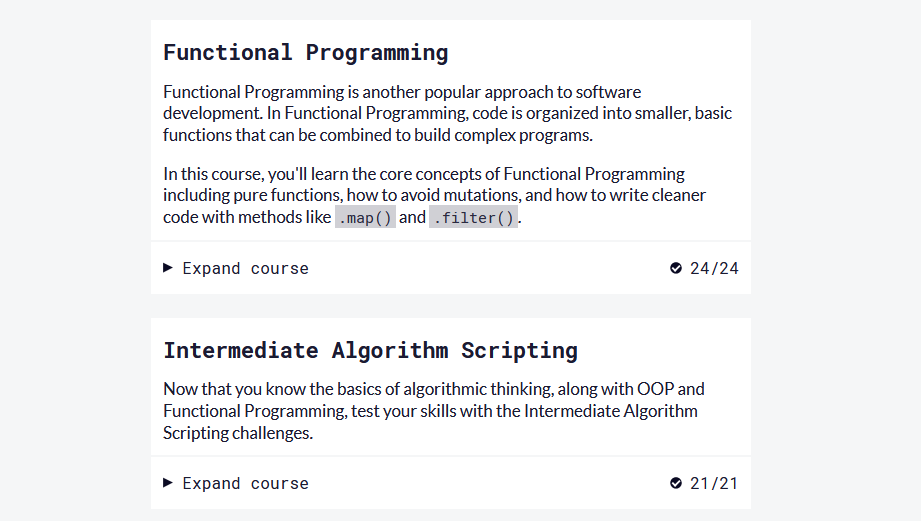 Functional Programming
Functional Programming is another popular approach to software
development. In Functional Programming, code is organized into smaller, basic
functions that can be combined to build complex programs.
In this course, you'll learn the core concepts of Functional Programming
including pure functions, how to avoid mutations, and how to write cleaner
code with methods like .map() and .filter().
Expand course 24/24
Intermediate Algorithm Scripting
Now that you know the basics of algorithmic thinking, along with OOP and
Functional Programming, test your skills with the Intermediate Algorithm
Scripting challenges.
Expand course 21/21